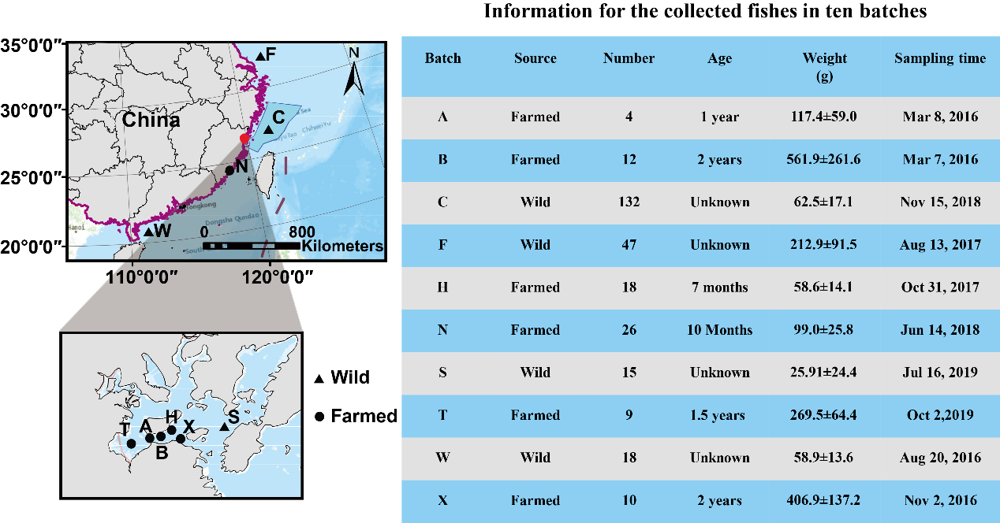 Information for the collected fishes in ten batches
35°0′0″
30°0′0″
25°0′0″
20°0′0″
110°0′0″
120°0′0″
N
F
China
C
N
W
Dongsha Qundao
0 800
Kilometers
T A B H X S
Wild
Farmed
Batch Source Number Age Weight (g) Sampling time
A Farmed 4 1 year 117.4±59.0 Mar 8, 2016
B Farmed 12 2 years 561.9±261.6 Mar 7, 2016
C Wild 132 Unknown 62.5±17.1 Nov 15, 2018
F Wild 47 Unknown 212.9±91.5 Aug 13, 2017
H Farmed 18 7 months 58.6±14.1 Oct 31, 2017
N Farmed 26 10 Months 99.0±25.8 Jun 14, 2018
S Wild 15 Unknown 25.91±24.4 Jul 16, 2019
T Farmed 9 1.5 years 269.5±64.4 Oct 2,2019
W Wild 18 Unknown 58.9±13.6 Aug 20, 2016
X Farmed 10 2 years 406.9±137.2 Nov 2, 2016